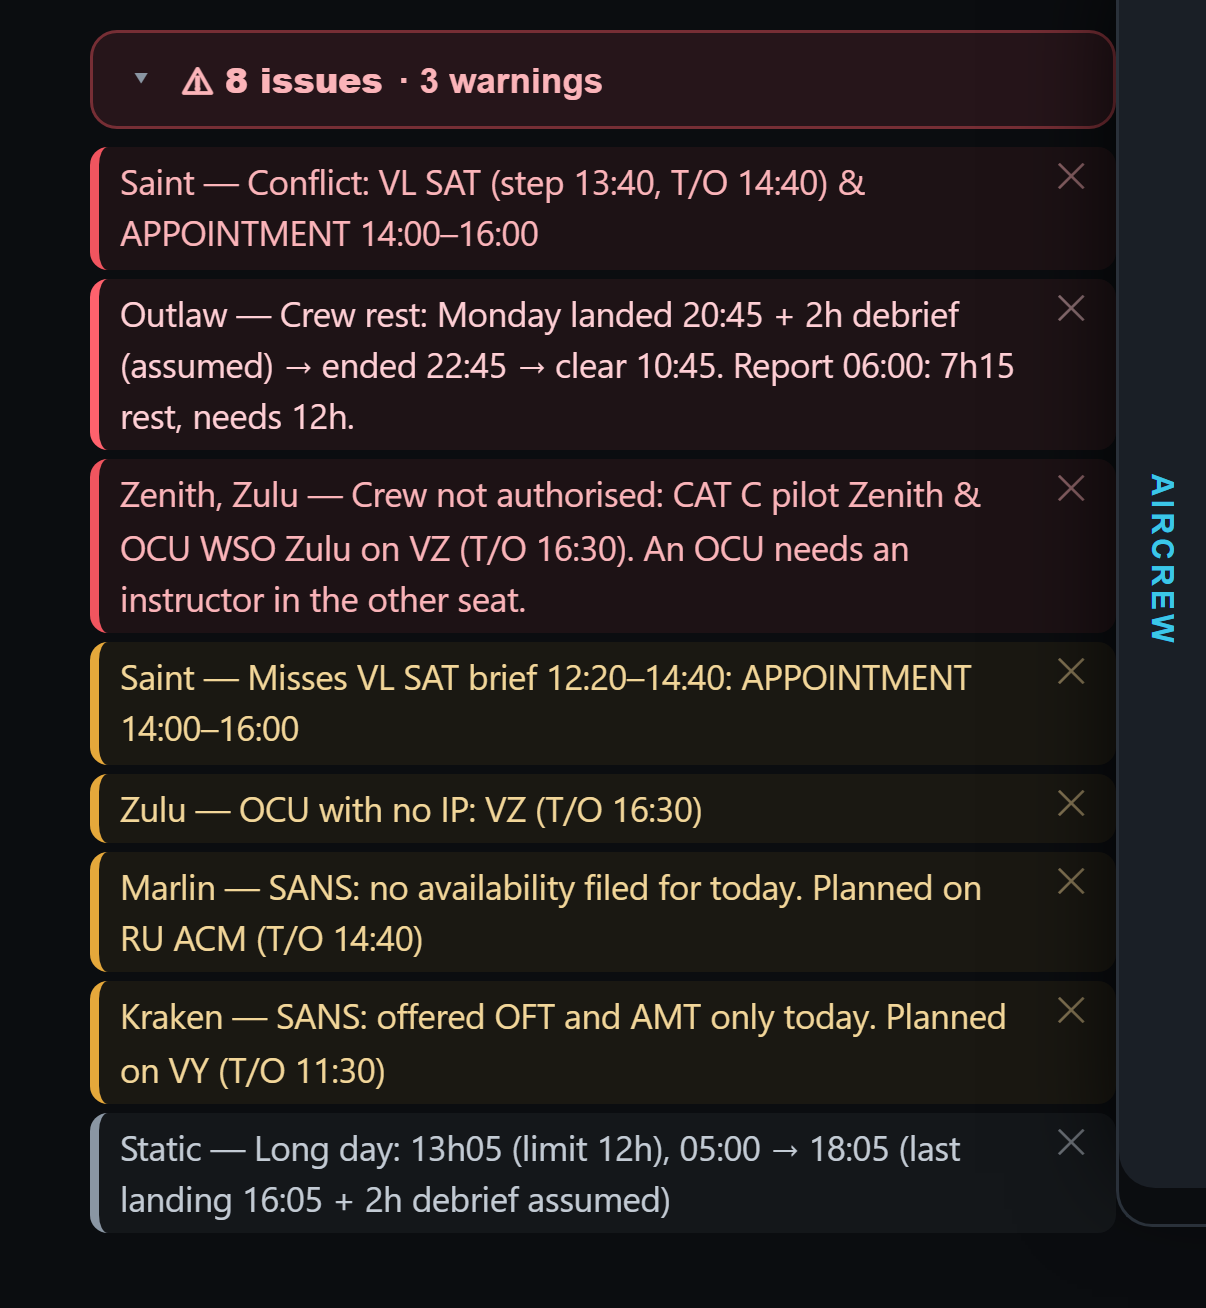 ▼ ⚠ 8 issues · 3 warnings
Saint — Conflict: VL SAT (step 13:40, T/O 14:40) &
APPOINTMENT 14:00–16:00
Outlaw — Crew rest: Monday landed 20:45 + 2h debrief
(assumed) → ended 22:45 → clear 10:45. Report 06:00: 7h15
rest, needs 12h.
Zenith, Zulu — Crew not authorised: CAT C pilot Zenith &
OCU WSO Zulu on VZ (T/O 16:30). An OCU needs an
instructor in the other seat.
Saint — Misses VL SAT brief 12:20–14:40: APPOINTMENT
14:00–16:00
Zulu — OCU with no IP: VZ (T/O 16:30)
Marlin — SANS: no availability filed for today. Planned on
RU ACM (T/O 14:40)
Kraken — SANS: offered OFT and AMT only today. Planned
on VY (T/O 11:30)
Static — Long day: 13h05 (limit 12h), 05:00 → 18:05 (last
landing 16:05 + 2h debrief assumed)
AIRCREW